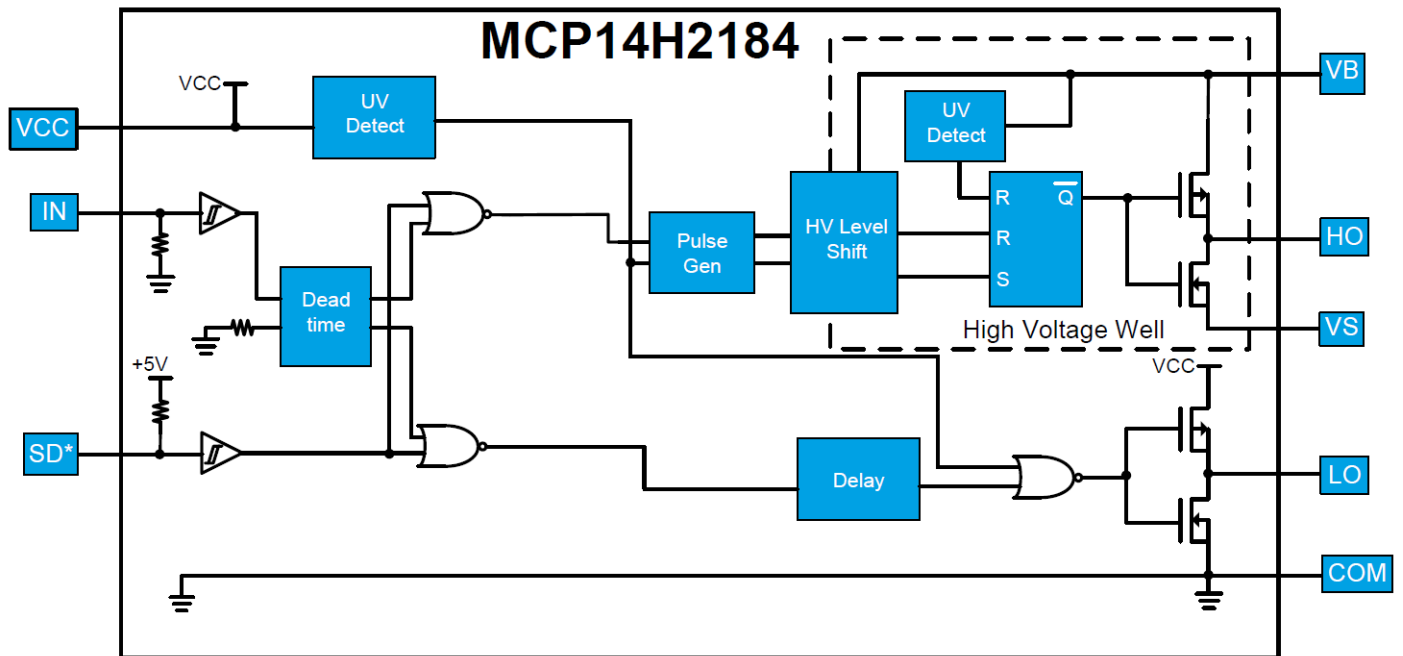 MCP14H2184
VCC
VB
UV
Detect
UV
Detect
VCC
IN
R
Q
Pulse
Gen
HV Level
Shift
R
HO
S
Dead
time
High Voltage Well
VS
+5V
VCC
SD*
Delay
LO
COM